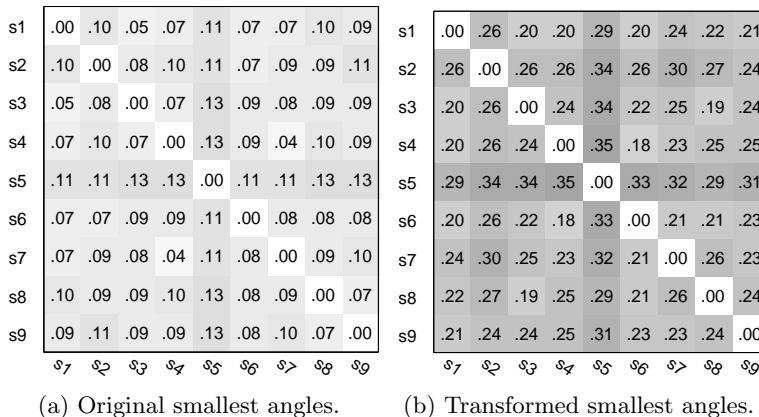 s1 .00 .10 .05 .07 .11 .07 .07 .10 .09
s2 .10 .00 .08 .10 .11 .07 .09 .09 .11
s3 .05 .08 .00 .07 .13 .09 .08 .09 .09
s4 .07 .10 .07 .00 .13 .09 .04 .10 .09
s5 .11 .11 .13 .13 .00 .11 .11 .13 .13
s6 .07 .07 .09 .09 .11 .00 .08 .08 .08
s7 .07 .09 .08 .04 .11 .08 .00 .09 .10
s8 .10 .09 .09 .10 .13 .08 .09 .00 .07
s9 .09 .11 .09 .09 .13 .08 .10 .07 .00
s1 s2 s3 s4 s5 s6 s7 s8 s9
(a) Original smallest angles.
s1 .00 .26 .20 .20 .29 .20 .24 .22 .21
s2 .26 .00 .26 .26 .34 .26 .30 .27 .24
s3 .20 .26 .00 .24 .34 .22 .25 .19 .24
s4 .20 .26 .24 .00 .35 .18 .23 .25 .25
s5 .29 .34 .34 .35 .00 .33 .32 .29 .31
s6 .20 .26 .22 .18 .33 .00 .21 .21 .23
s7 .24 .30 .25 .23 .32 .21 .00 .26 .23
s8 .22 .27 .19 .25 .29 .21 .26 .00 .24
s9 .21 .24 .24 .25 .31 .23 .23 .24 .00
s1 s2 s3 s4 s5 s6 s7 s8 s9
(b) Transformed smallest angles.